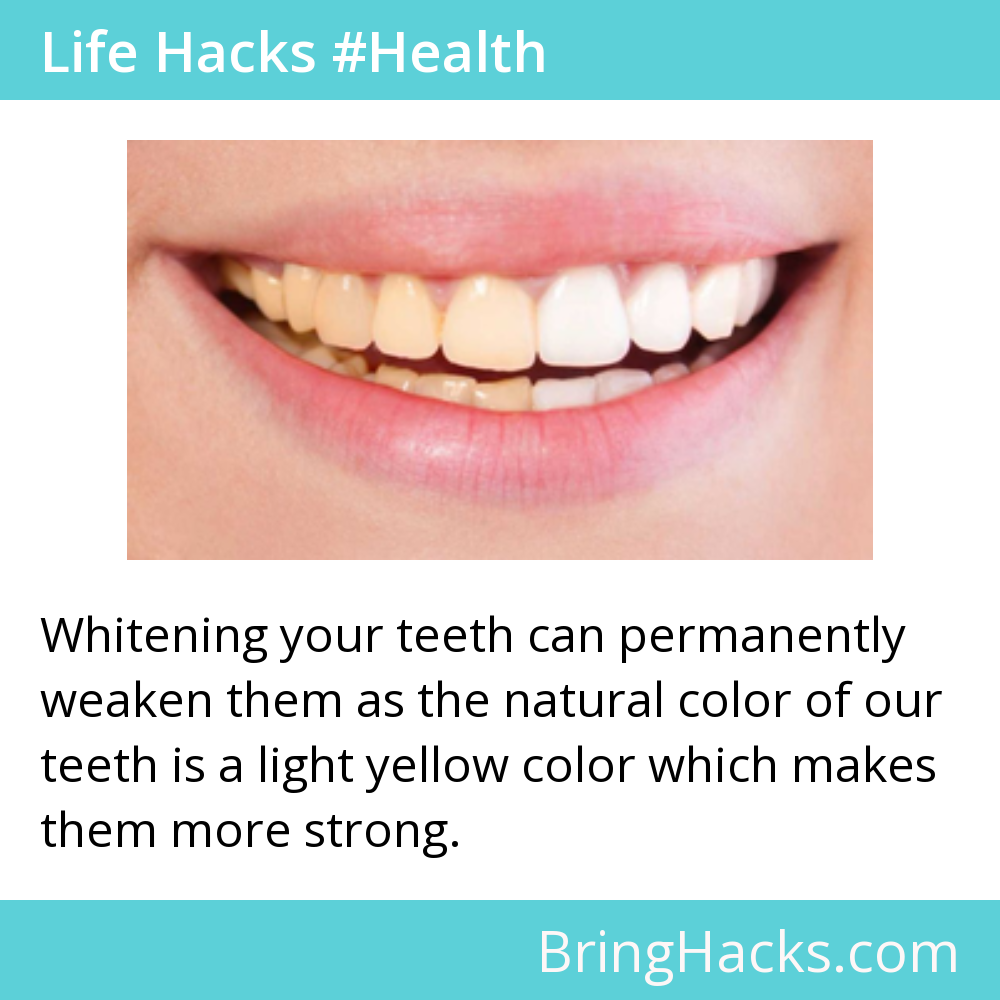 Life Hacks #Health
Whitening your teeth can permanently
weaken them as the natural color of our
teeth is a light yellow color which makes
them more strong.
BringHacks.com